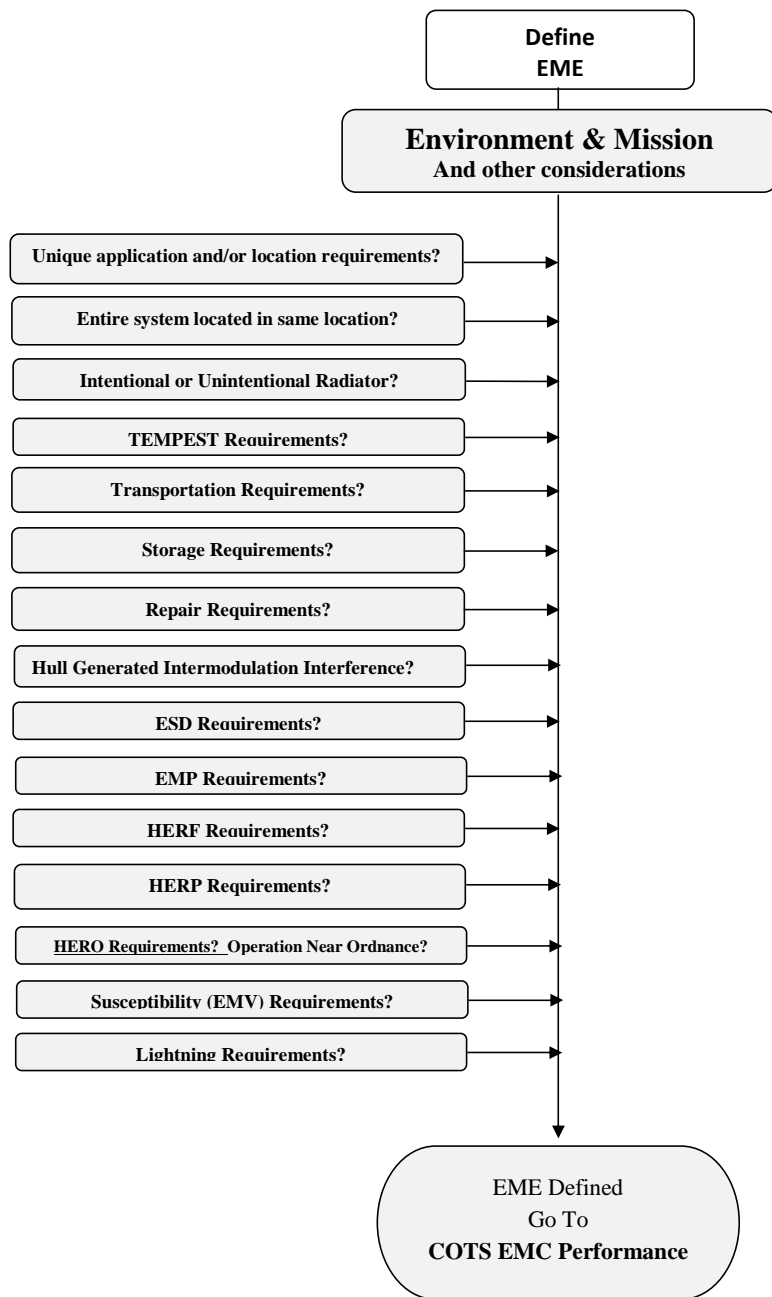 Define
EME
Environment & Mission
And other considerations
Unique application and/or location requirements?
Entire system located in same location?
Intentional or Unintentional Radiator?
TEMPEST Requirements?
Transportation Requirements?
Storage Requirements?
Repair Requirements?
Hull Generated Intermodulation Interference?
ESD Requirements?
EMP Requirements?
HERF Requirements?
HERP Requirements?
HERO Requirements? Operation Near Ordnance?
Susceptibility (EMV) Requirements?
Lightning Requirements?
EME Defined
Go To
COTS EMC Performance